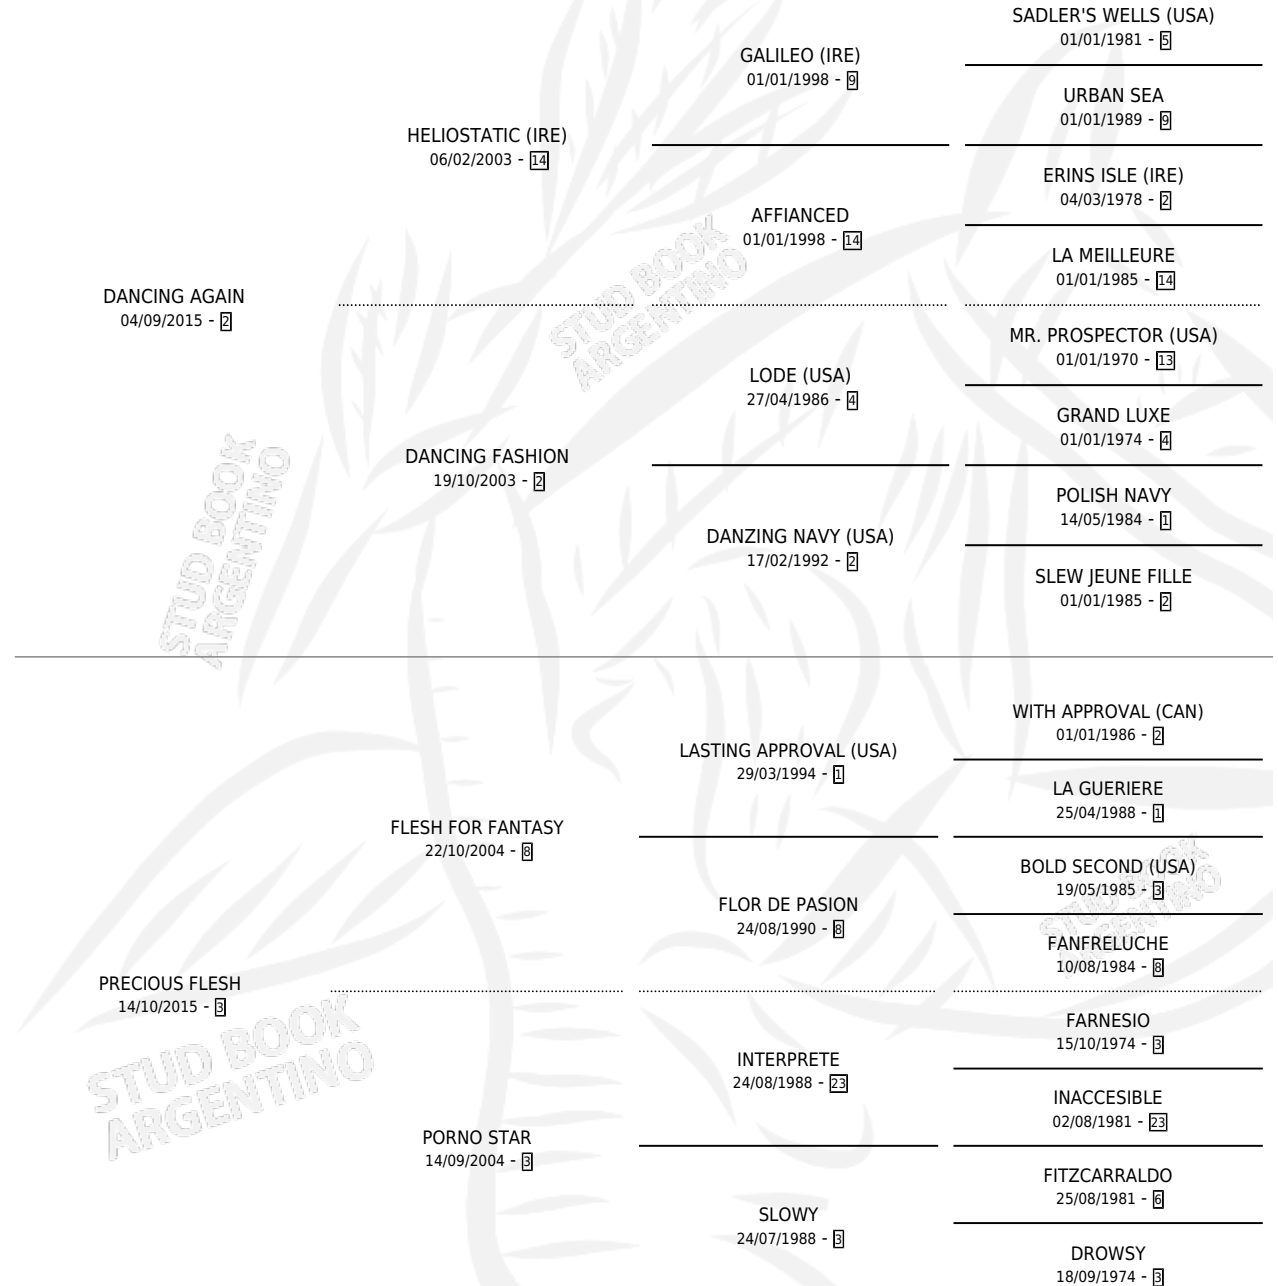 SADLER'S WELLS (USA)
01/01/1981 - 5
GALILEO (IRE)
01/01/1998 - 9
URBAN SEA
01/01/1989 - 9
HELIOSTATIC (IRE)
06/02/2003 - 14
ERINS ISLE (IRE)
04/03/1978 - 2
AFFIANCED
01/01/1998 - 14
LA MEILLEURE
01/01/1985 - 14
DANCING AGAIN
04/09/2015 - 2
MR. PROSPECTOR (USA)
01/01/1970 - 13
LODE (USA)
27/04/1986 - 4
GRAND LUXE
01/01/1974 - 4
DANCING FASHION
19/10/2003 - 2
POLISH NAVY
14/05/1984 - 1
DANZING NAVY (USA)
17/02/1992 - 2
SLEW JEUNE FILLE
01/01/1985 - 2
STUD BOOK
ARGENTINO
STUD BOOK
ARGENTINO
WITH APPROVAL (CAN)
01/01/1986 - 2
LASTING APPROVAL (USA)
29/03/1994 - 1
LA GUERIERE
25/04/1988 - 1
FLESH FOR FANTASY
22/10/2004 - 8
BOLD SECOND (USA)
19/05/1985 - 3
FLOR DE PASION
24/08/1990 - 8
FANFRELUCHE
10/08/1984 - 8
PRECIOUS FLESH
14/10/2015 - 3
FARNESIO
15/10/1974 - 3
INTERPRETE
24/08/1988 - 23
INACCESIBLE
02/08/1981 - 23
PORNO STAR
14/09/2004 - 3
FITZCARRALDO
25/08/1981 - 6
SLOWY
24/07/1988 - 3
DROWSY
18/09/1974 - 3
STUD BOOK
ARGENTINO
STUD BOOK
ARGENTINO